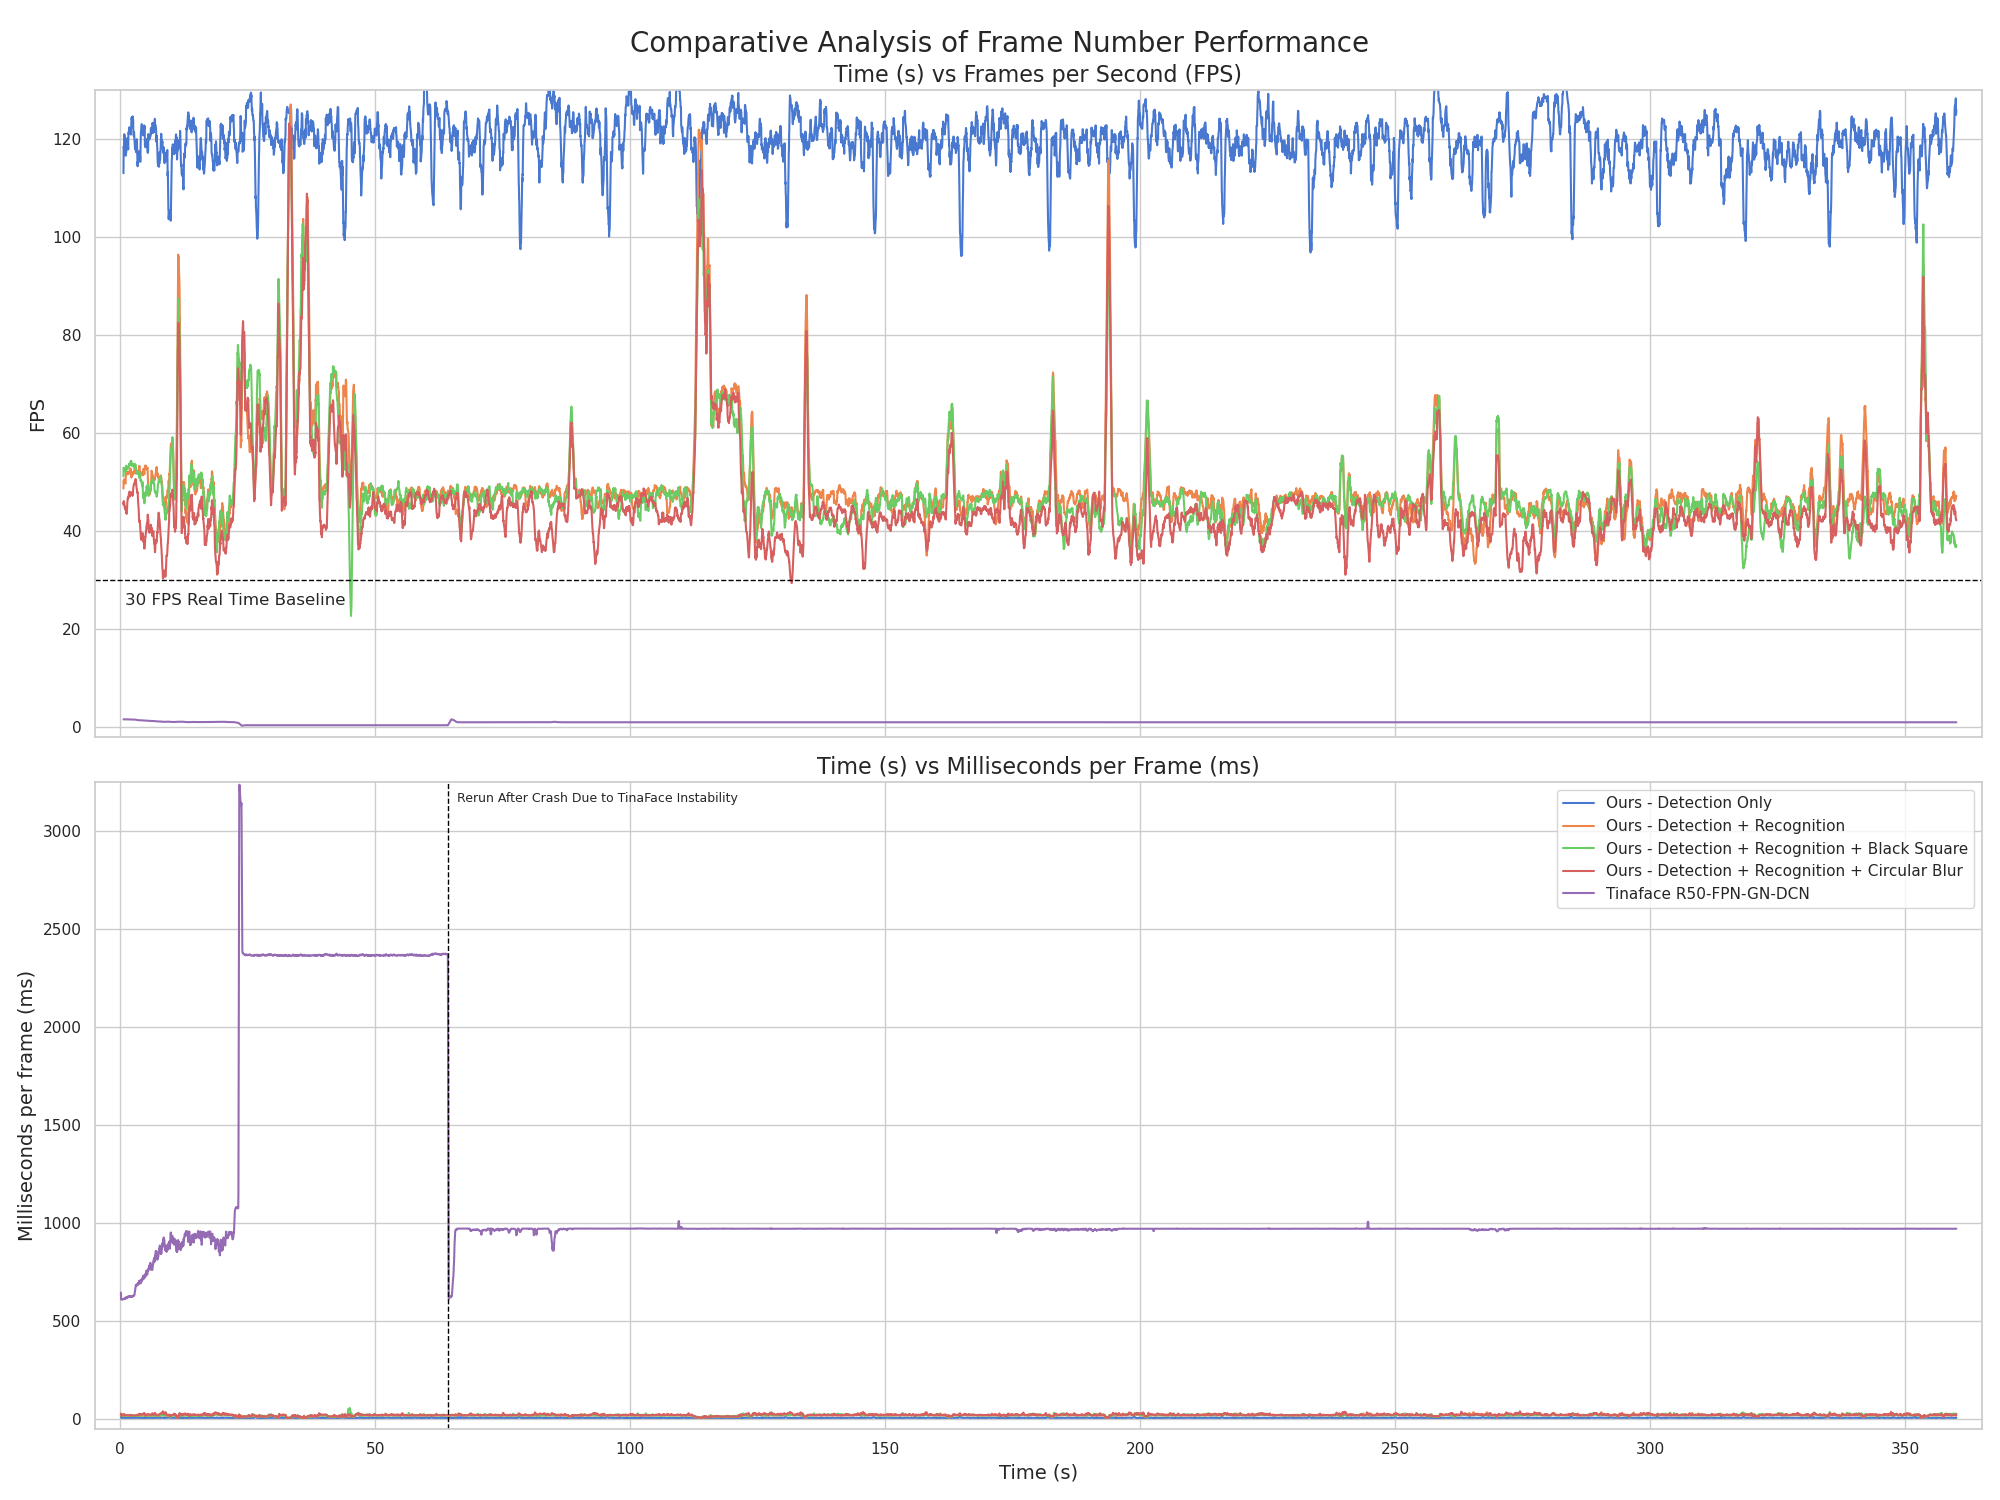 Comparative Analysis of Frame Number Performance
Time (s) vs Frames per Second (FPS)
FPS
120
100
80
60
40
30 FPS Real Time Baseline
20
0
Time (s) vs Milliseconds per Frame (ms)
Milliseconds per frame (ms)
Rerun After Crash Due to TinaFace Instability
Ours - Detection Only
Ours - Detection + Recognition
Ours - Detection + Recognition + Black Square
Ours - Detection + Recognition + Circular Blur
Tinaface R50-FPN-GN-DCN
3000
2500
2000
1500
1000
500
0
0 50 100 150 200 250 300 350
Time (s)